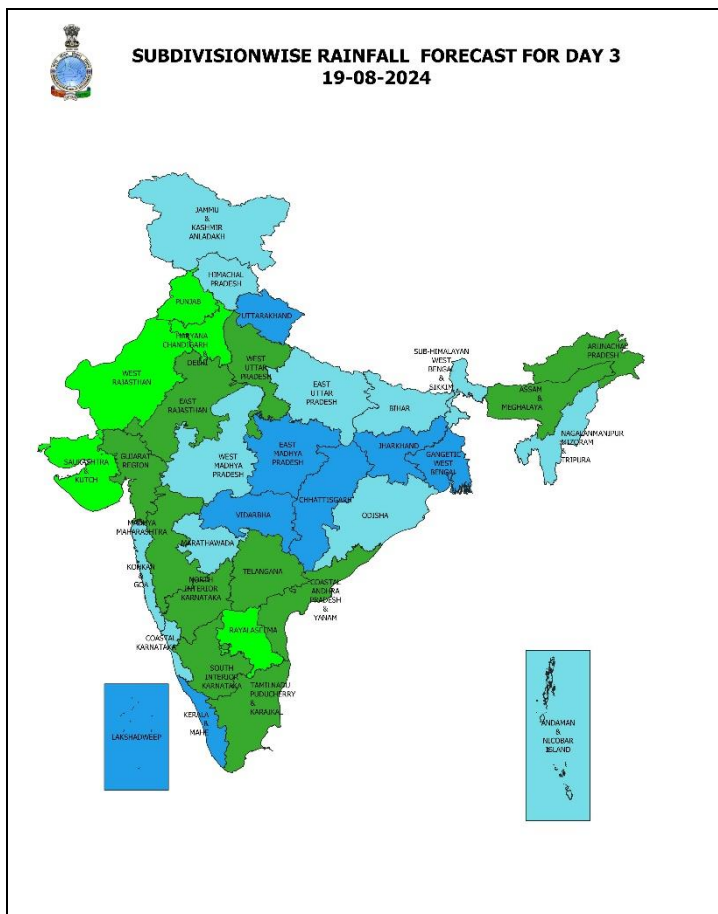 SUBDIVISIONWISE RAINFALL FORECAST FOR DAY 3
19-08-2024
JAMMU
&
KASHMIR
ANLADAKH
HIMACHAL
PRADESH
PUNJAB
UTTARAKHAND
HARYANA
CHANDIGARH
&
DELHI
WEST
RAJASTHAN
WEST
UTTAR
PRADESH
EAST
UTTAR
PRADESH
SUB-HIMALAYAN
WEST
BENGAL
&
SIKKIM
ARUNACHAL
PRADESH
ASSAM
&
MEGHALAYA
EAST
RAJASTHAN
BIHAR
NAGALANMANJPUR
MIZORAM
&
TRIPURA
SAURASHTRA
&
KUTCH
GUJARAT
REGION
WEST
MADHYA
PRADESH
EAST
MADHYA
PRADESH
JHARKHAND
GANGETIC
WEST
BENGAL
CHHATTISGARH
VIDARBHA
ODISHA
MADHYA
MAHARASHTRA
MARATHAWADA
KONKAN
&
GOA
TELANGANA
NORTH
INTERIOR
KARNATAKA
COASTAL
ANDHRA
PRADESH
&
YANAM
RAYALASEEMA
COASTAL
KARNATAKA
SOUTH
INTERIOR
KARNATAKA
TAMILNADU
PUDUCHERRY
&
KARAIKAL
KERALA
&
MAHE
LAKSHADWEEP
ANDAMAN
&
NICOBAR
ISLAND